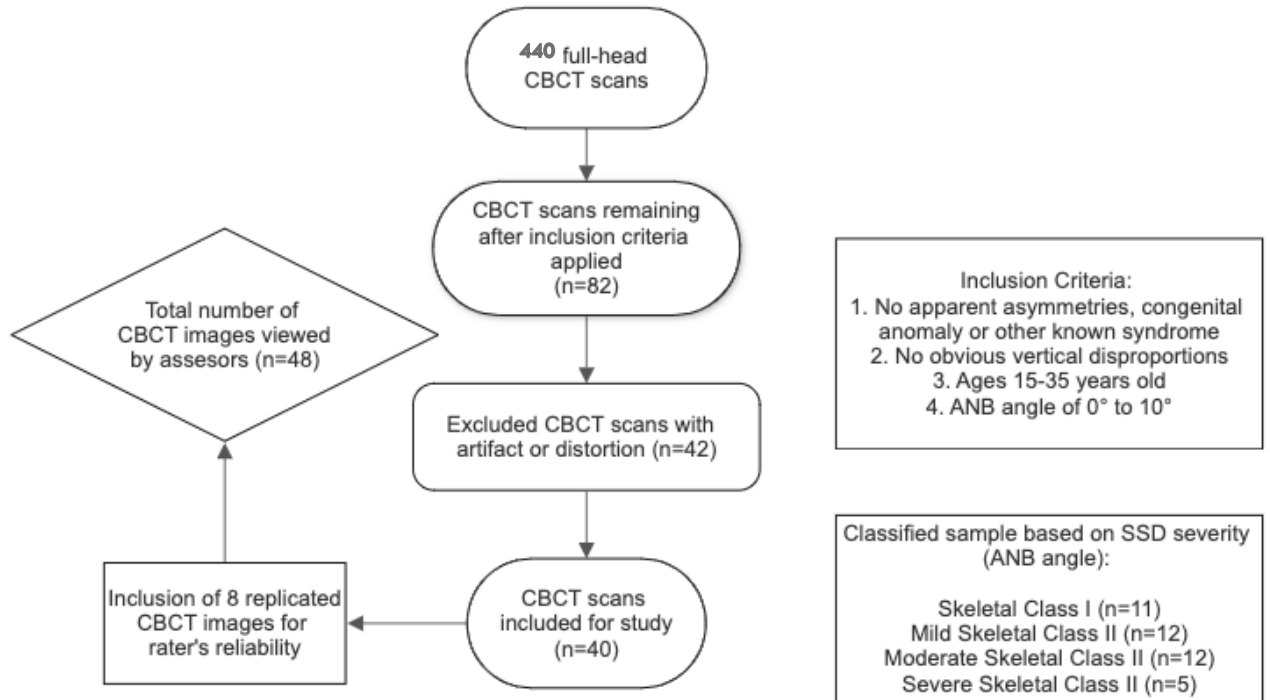 440 full-head
CBCT scans
CBCT scans remaining
after inclusion criteria
applied
(n=82)
Excluded CBCT scans with
artifact or distortion (n=42)
CBCT scans
included for study
(n=40)
Inclusion of 8 replicated
CBCT images for
rater's reliability
Total number of
CBCT images viewed
by assesors (n=48)
Inclusion Criteria:
1. No apparent asymmetries, congenital
anomaly or other known syndrome
2. No obvious vertical disproportions
3. Ages 15-35 years old
4. ANB angle of 0° to 10°
Classified sample based on SSD severity
(ANB angle):
Skeletal Class I (n=11)
Mild Skeletal Class II (n=12)
Moderate Skeletal Class II (n=12)
Severe Skeletal Class II (n=5)